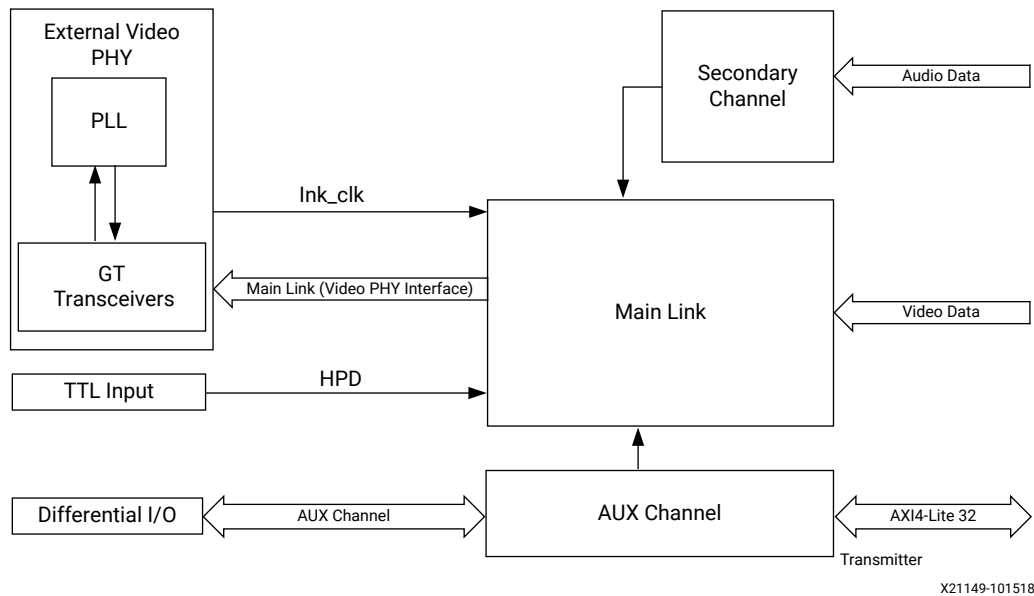 External Video
PHY
PLL
GT
Transceivers
lnk_clk
Main Link (Video PHY Interface)
Secondary
Channel
Audio Data
Main Link
Video Data
TTL Input
HPD
Differential I/O
AUX Channel
AUX Channel
AXI4-Lite 32
Transmitter
X21149-101518